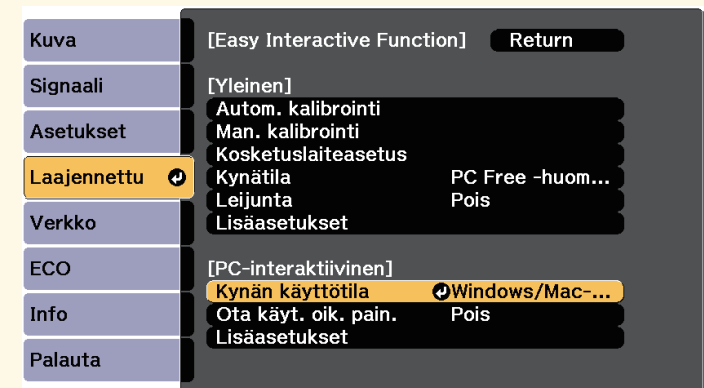 Kuva
Signaali
Asetukset
Laajennettu
Verkko
ECO
Info
Palauta
[Easy Interactive Function] Return
[Yleinen]
Autom. kalibrointi
Man. kalibrointi
Kosketuslaiteasetus
Kynätila PC Free -huom...
Leijunta Pois
Lisäasetukset
[PC-interaktiivinen]
Kynän käyttötila Windows/Mac-...
Ota käyt. oik. pain. Pois
Lisäasetukset